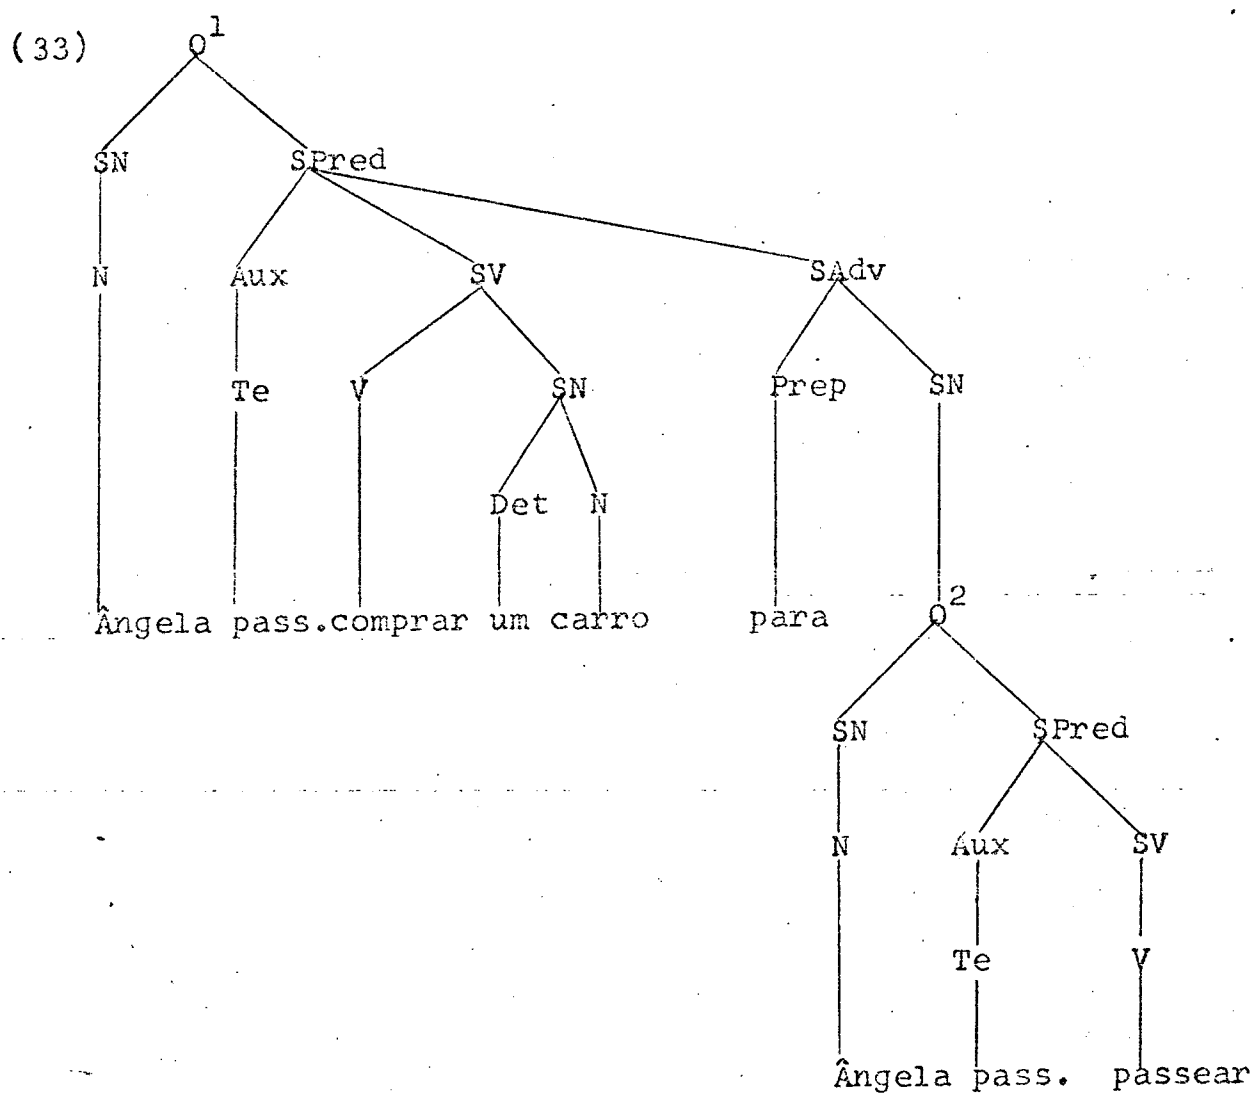 (33) O¹
SN SPred
N Aux SV SAdv
Te V SN Prep SN
Det N
Ângela pass.comprar um carro para O²
SN SPred
N Aux SV
Te V
Ângela pass. passear